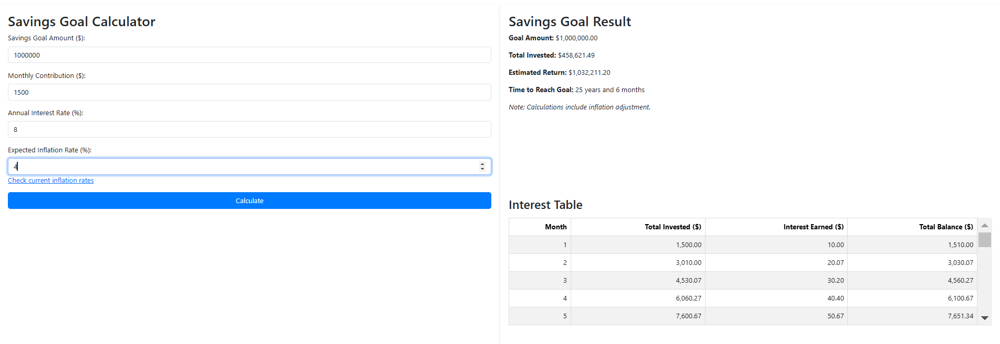 Savings Goal Calculator
Savings Goal Amount ($):
1000000
Monthly Contribution ($):
1500
Annual Interest Rate (%):
8
Expected Inflation Rate (%):
4
Check current inflation rates
Calculate
Savings Goal Result
Goal Amount: $1,000,000.00
Total Invested: $458,621.49
Estimated Return: $1,032,211.20
Time to Reach Goal: 25 years and 6 months
Note: Calculations include inflation adjustment.
Interest Table
Month Total Invested ($) Interest Earned ($) Total Balance ($)
1 1,500.00 10.00 1,510.00
2 3,010.00 20.07 3,030.07
3 4,530.07 30.20 4,560.27
4 6,060.27 40.40 6,100.67
5 7,600.67 50.67 7,651.34